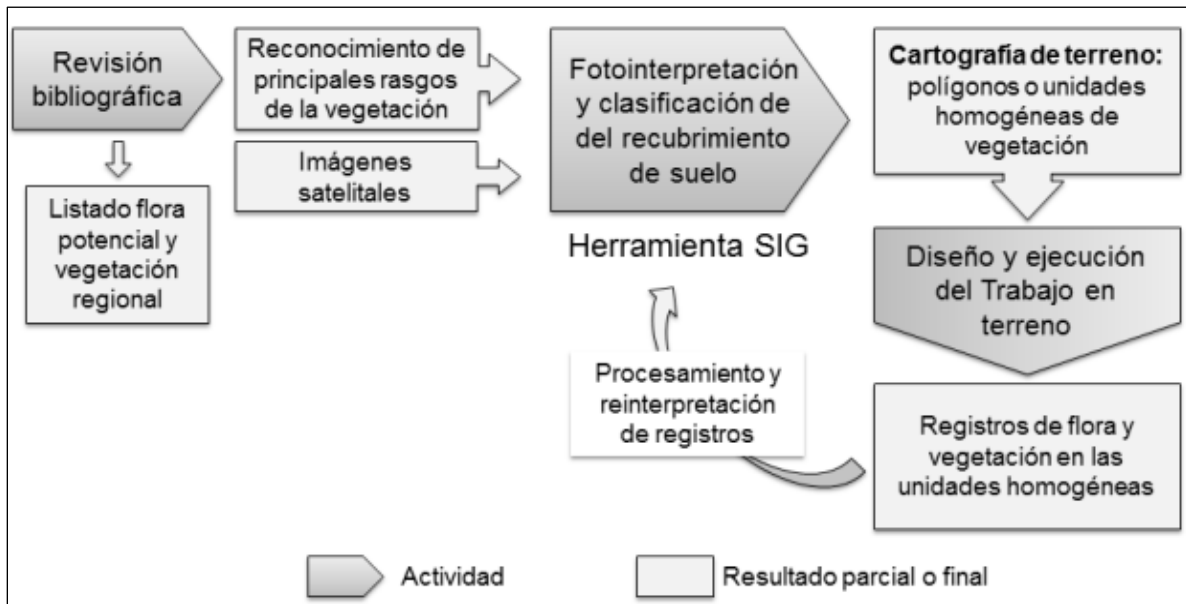 Revisión
bibliográfica
Listado flora
potencial y
vegetación
regional
Reconocimiento de
principales rasgos
de la vegetación
Imágenes
satelitales
Fotointerpretación
y clasificación de
del recubrimiento
de suelo
Herramienta SIG
Cartografía de terreno:
polígonos o unidades
homogéneas de
vegetación
Diseño y ejecución
del Trabajo en
terreno
Registros de flora y
vegetación en las
unidades homogéneas
Procesamiento y
reinterpretación
de registros
Actividad
Resultado parcial o final